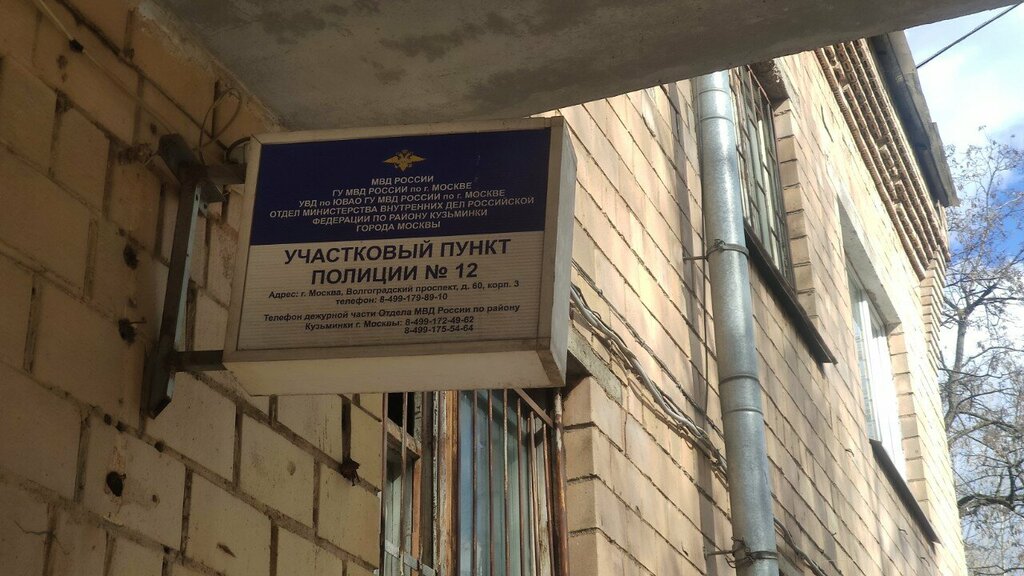 МВД РОССИИ
ГУ МВД РОССИИ по г. МОСКВЕ
УВД по ЮВАО ГУ МВД РОССИИ по г. МОСКВЕ
ОТДЕЛ МИНИСТЕРСТВА ВНУТРЕННИХ ДЕЛ РОССИЙСКОЙ
ФЕДЕРАЦИИ ПО РАЙОНУ КУЗЬМИНКИ
ГОРОДА МОСКВЫ
УЧАСТКОВЫЙ ПУНКТ
ПОЛИЦИИ № 12
Адрес: г. Москва, Волгоградский проспект, д. 60, корп. 3
телефон: 8-499-179-89-10
Телефон дежурной части Отдела МВД России по району
Кузьминки г. Москвы: 8-499-172-49-62
8-499-175-54-64